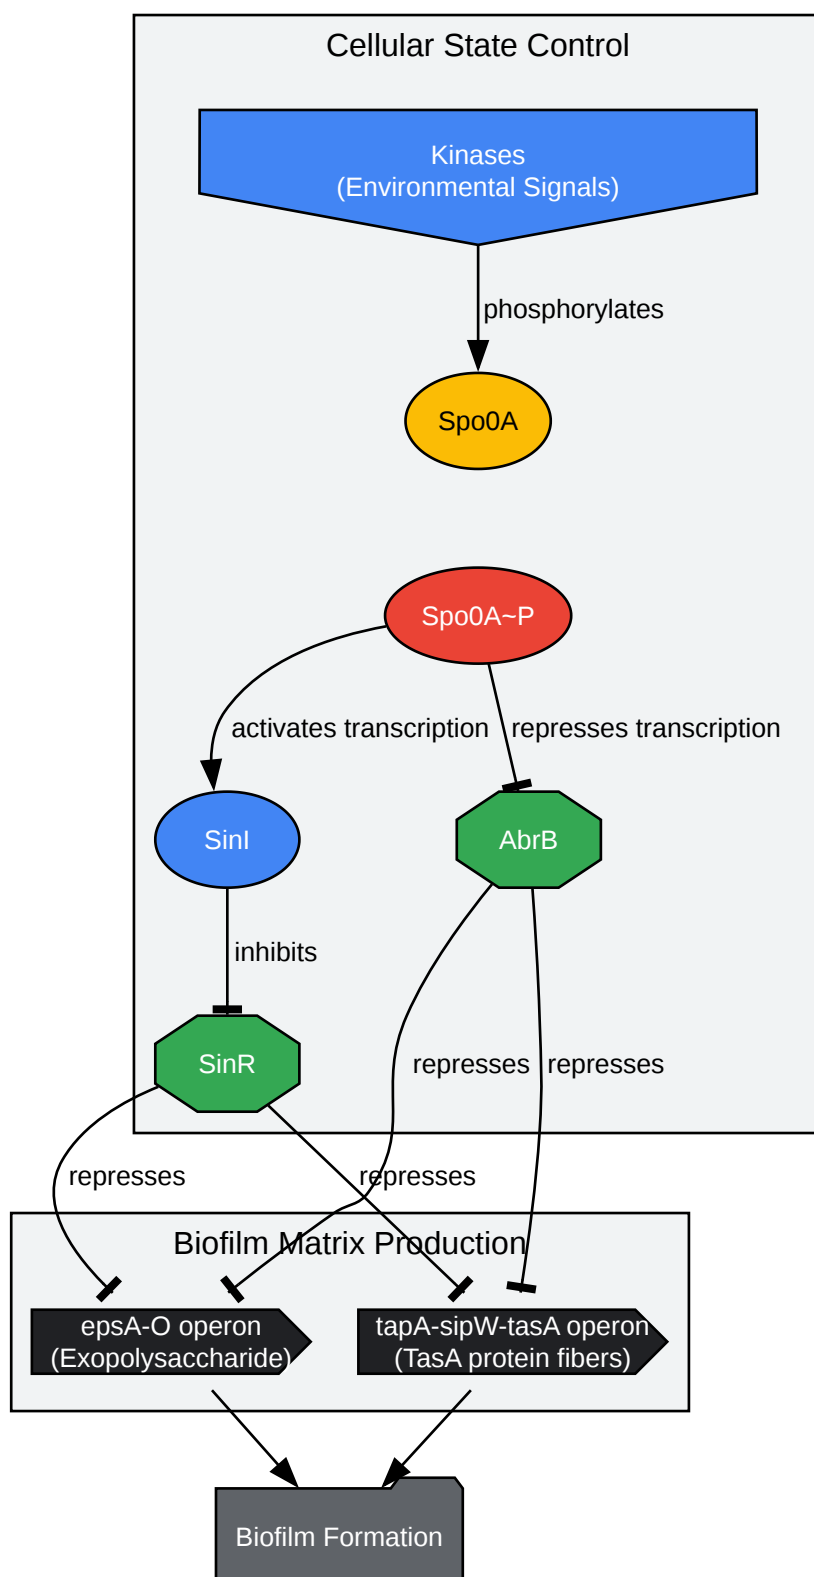 Cellular State Control
Kinases
(Environmental Signals)
phosphorylates
Spo0A
Spo0A~P
activates transcription
represses transcription
SinI
AbrB
inhibits
SinR
represses
represses
represses
represses
Biofilm Matrix Production
epsA-O operon
(Exopolysaccharide)
tapA-sipW-tasA operon
(TasA protein fibers)
Biofilm Formation